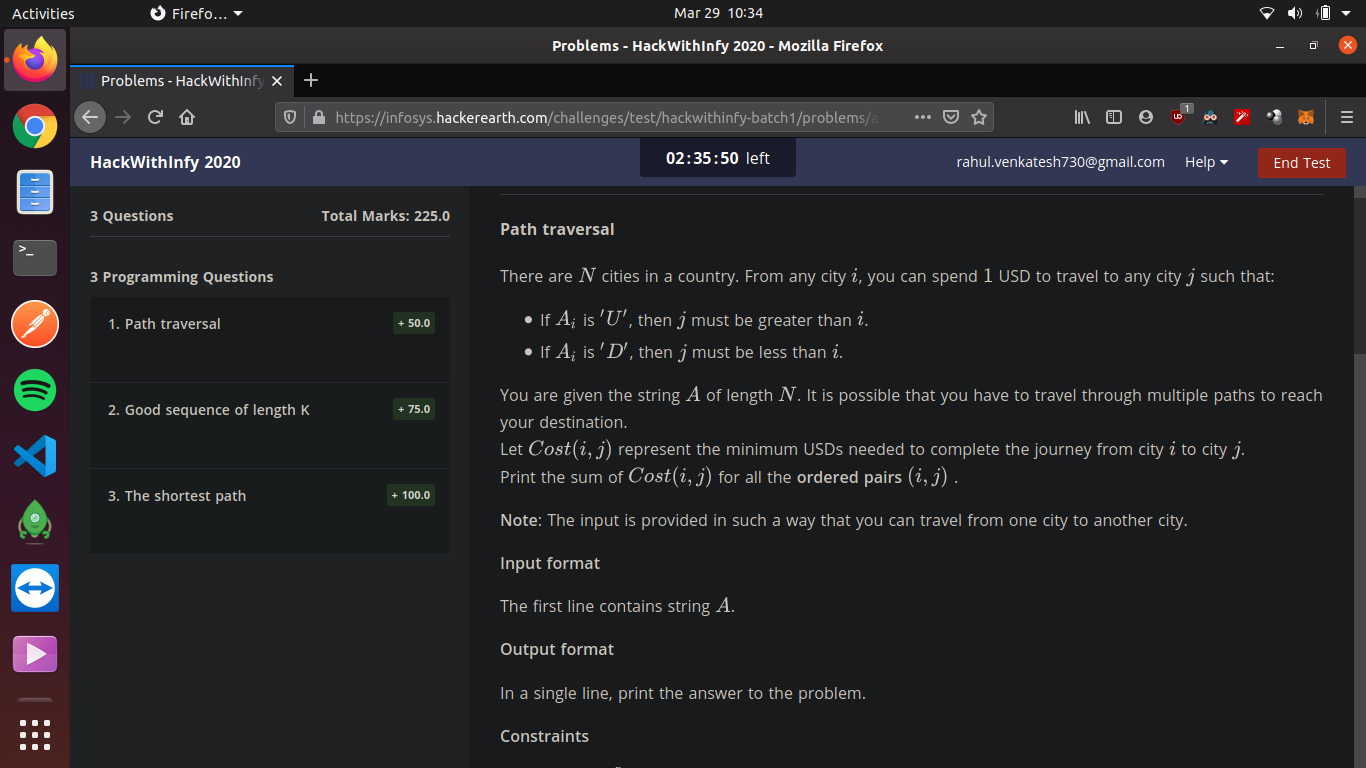 Activities
Firefo...
Mar 29 10:34
Problems - HackWithInfy 2020 - Mozilla Firefox
Problems - HackWithInfy
https://infosys.hackerearth.com/challenges/test/hackwithinfy-batch1/problems/a
1
HackWithInfy 2020
02:35:50 left
rahul.venkatesh730@gmail.com
Help
End Test
3 Questions
Total Marks: 225.0
3 Programming Questions
1. Path traversal
+ 50.0
2. Good sequence of length K
+ 75.0
3. The shortest path
+ 100.0
Path traversal
There are N cities in a country. From any city i, you can spend 1 USD to travel to any city j such that:
• If Aᵢ is 'U', then j must be greater than i.
• If Aᵢ is 'D', then j must be less than i.
You are given the string A of length N. It is possible that you have to travel through multiple paths to reach
your destination.
Let Cost(i, j) represent the minimum USDs needed to complete the journey from city i to city j.
Print the sum of Cost(i, j) for all the ordered pairs (i, j) .
Note: The input is provided in such a way that you can travel from one city to another city.
Input format
The first line contains string A.
Output format
In a single line, print the answer to the problem.
Constraints